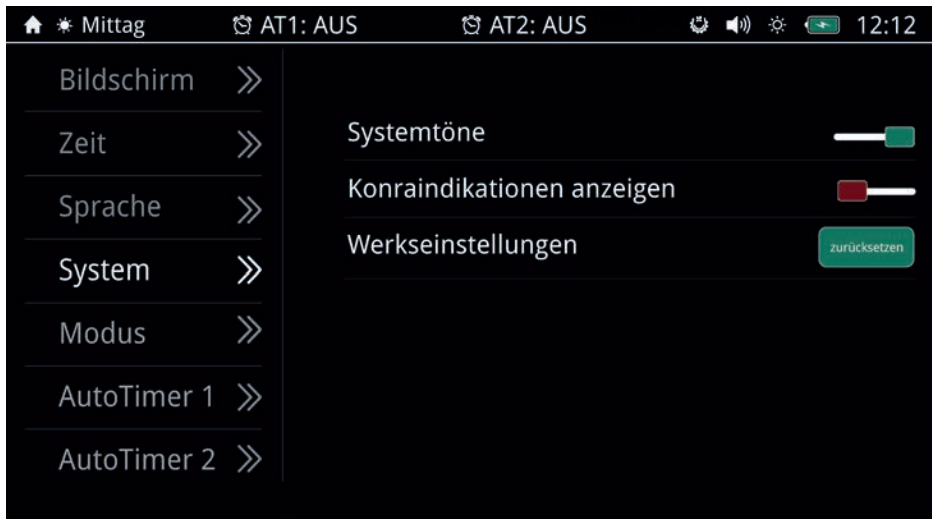 Mittag AT1: AUS AT2: AUS 12:12
Bildschirm
Zeit
Sprache
System
Modus
AutoTimer 1
AutoTimer 2
Systemtöne
Konraindikationen anzeigen
Werkseinstellungen zurücksetzen